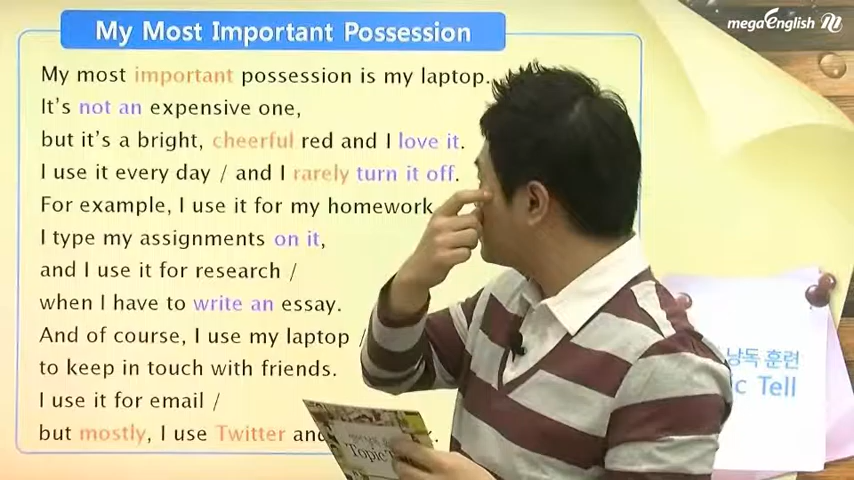 My Most Important Possession
megaEnglish
My most important possession is my laptop.
It's not an expensive one,
but it's a bright, cheerful red and I love it.
I use it every day / and I rarely turn it off.
For example, I use it for my homework
I type my assignments on it,
and I use it for research /
when I have to write an essay.
And of course, I use my laptop /
to keep in touch with friends.
I use it for email /
but mostly, I use Twitter and
낭독 훈련
Tell
Topic